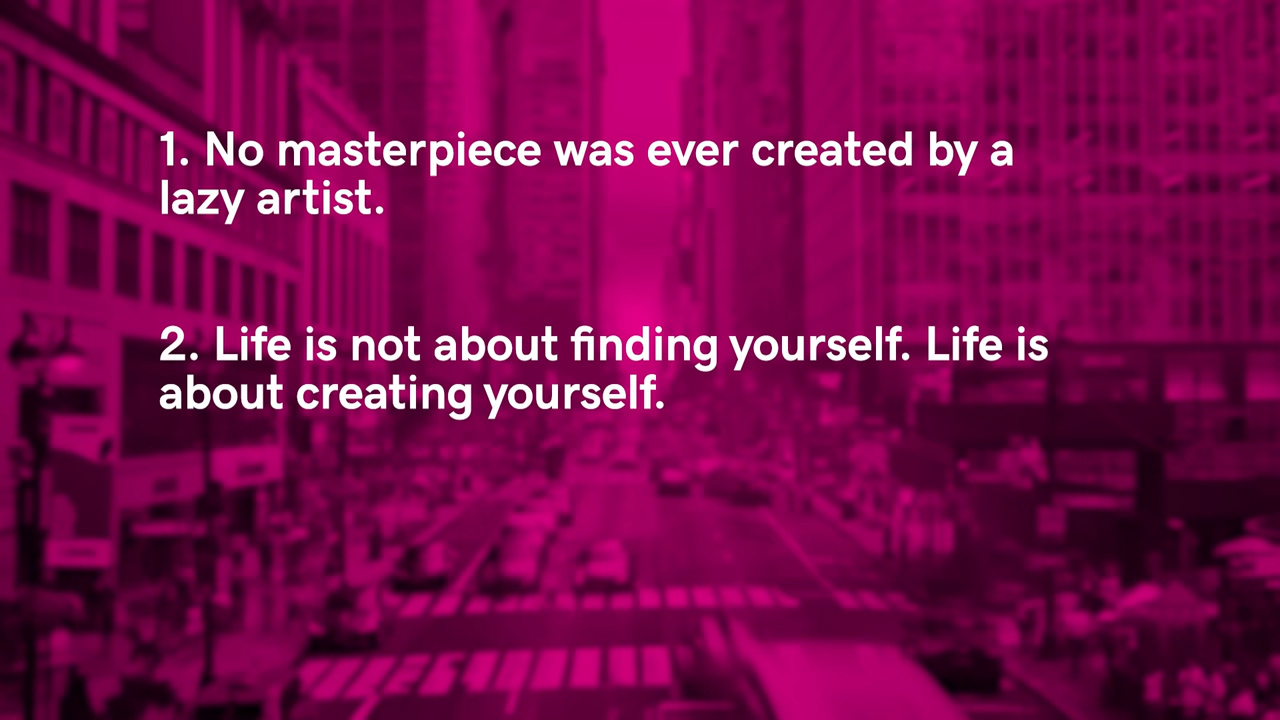 1. No masterpiece was ever created by a
lazy artist.
2. Life is not about finding yourself. Life is
about creating yourself.